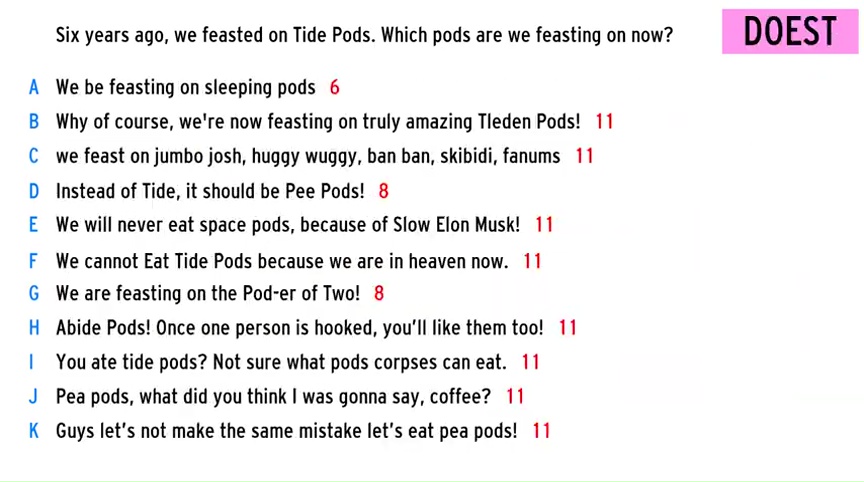 Six years ago, we feasted on Tide Pods. Which pods are we feasting on now?
DOEST
A We be feasting on sleeping pods 6
B Why of course, we're now feasting on truly amazing Tleden Pods! 11
C we feast on jumbo josh, huggy wuggy, ban ban, skibidi, fanums 11
D Instead of Tide, it should be Pee Pods! 8
E We will never eat space pods, because of Slow Elon Musk! 11
F We cannot Eat Tide Pods because we are in heaven now. 11
G We are feasting on the Pod-er of Two! 8
H Abide Pods! Once one person is hooked, you'll like them too! 11
I You ate tide pods? Not sure what pods corpses can eat. 11
J Pea pods, what did you think I was gonna say, coffee? 11
K Guys let's not make the same mistake let's eat pea pods! 11